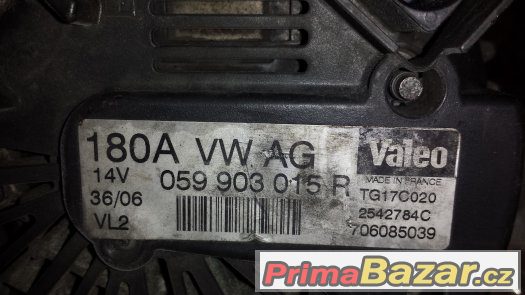 180A VW AG Valeo
14V 059 903 015 R MADE IN FRANCE
36/06 TG17C020
VL2 2542784C
706085039
PrimaBazar.cz